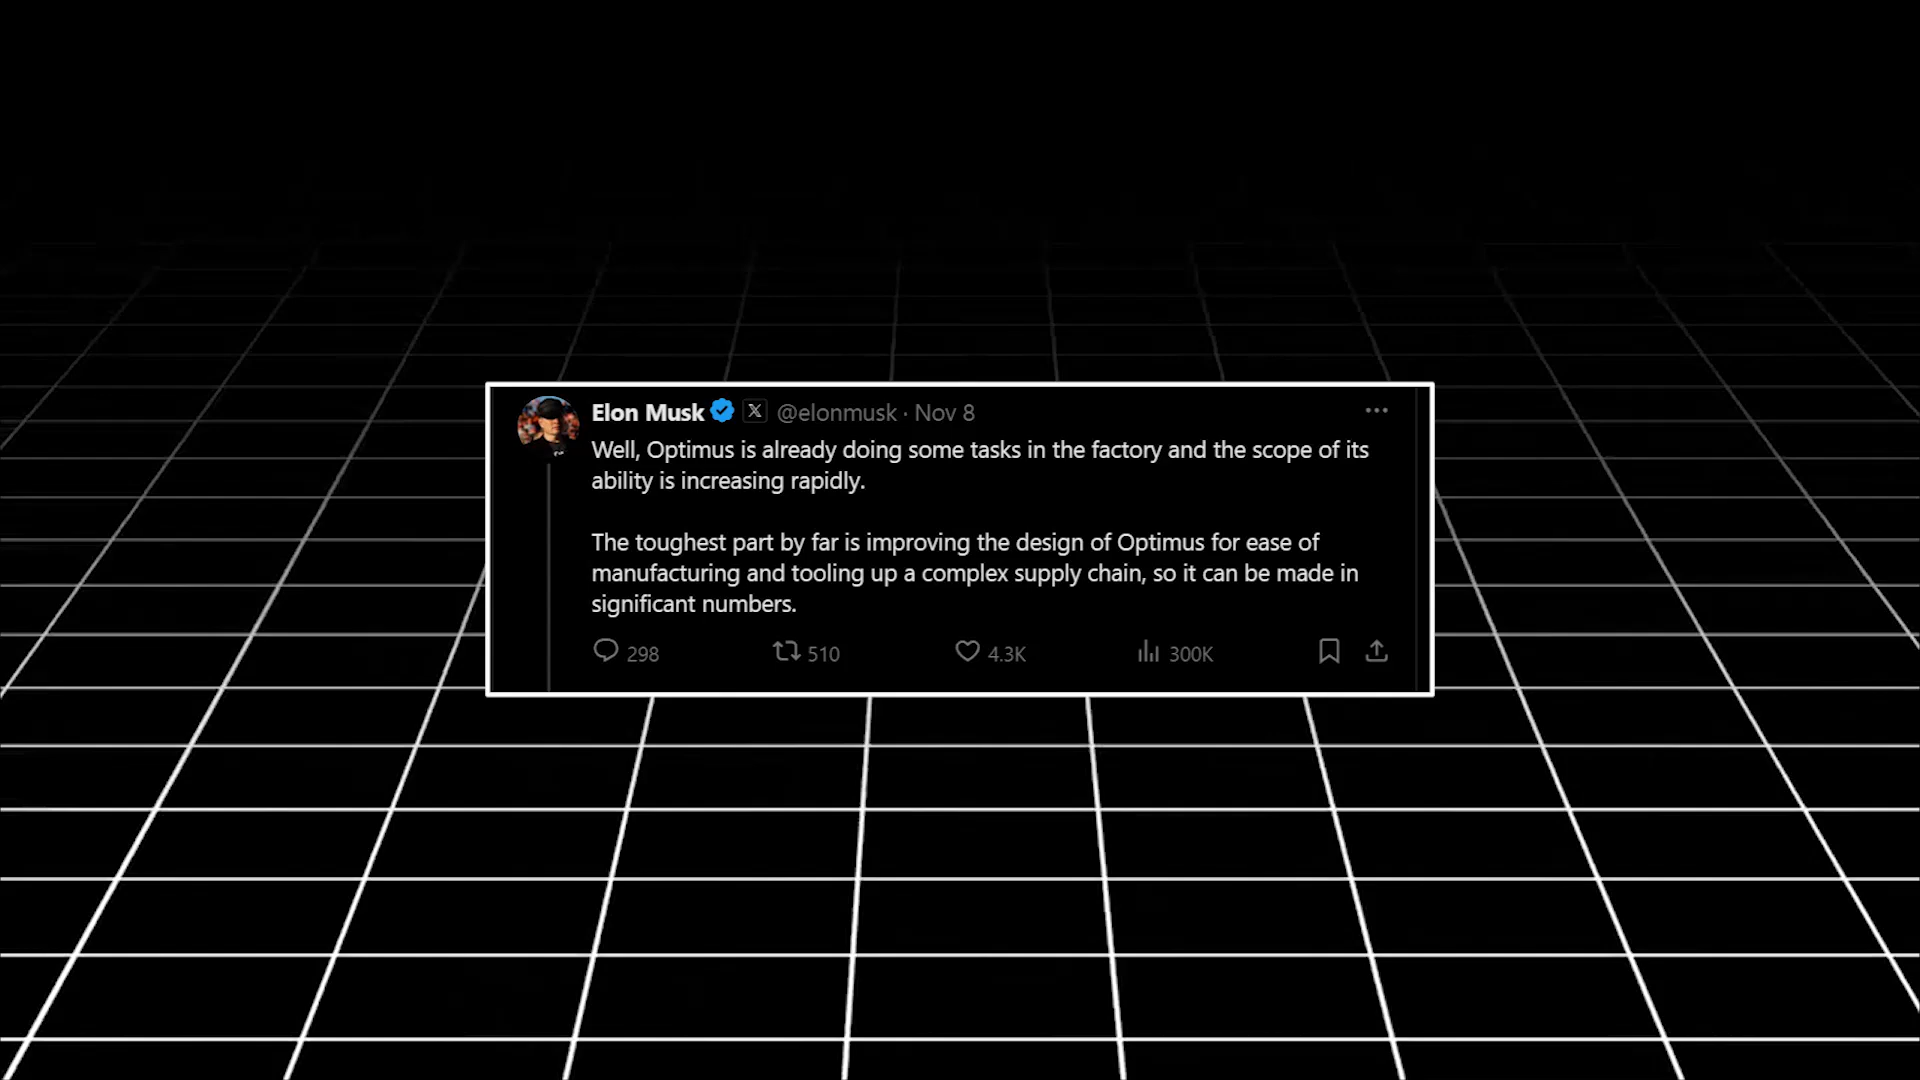 Elon Musk X @elonmusk · Nov 8
Well, Optimus is already doing some tasks in the factory and the scope of its
ability is increasing rapidly.
The toughest part by far is improving the design of Optimus for ease of
manufacturing and tooling up a complex supply chain, so it can be made in
significant numbers.
298 510 4.3K 300K